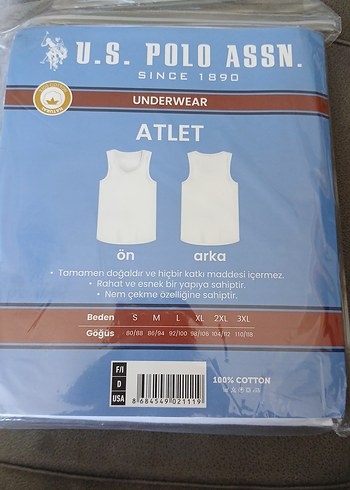 U.S. POLO ASSN.
SINCE 1890
UNDERWEAR
ATLET
ön arka
• Tamamen doğaldır ve hiçbir katkı maddesi içermez.
• Rahat ve esnek bir yapıya sahiptir.
• Nem çekme özelliğine sahiptir.
Beden S M L XL 2XL 3XL
Göğüs 80/86 86/94 92/100 98/106 104/112 110/118
F/I
D
USA
8 684549 021119
100% COTTON